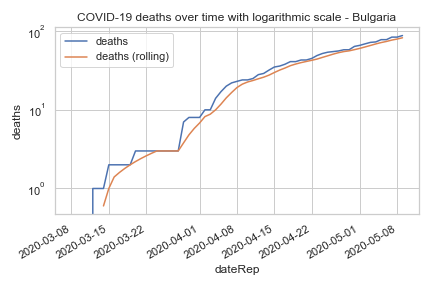 COVID-19 deaths over time with logarithmic scale - Bulgaria
10²
deaths
deaths (rolling)
10¹
10⁰
deaths
2020-03-08
2020-03-15
2020-03-22
2020-04-01
2020-04-08
2020-04-15
2020-04-22
2020-05-01
2020-05-08
dateRep